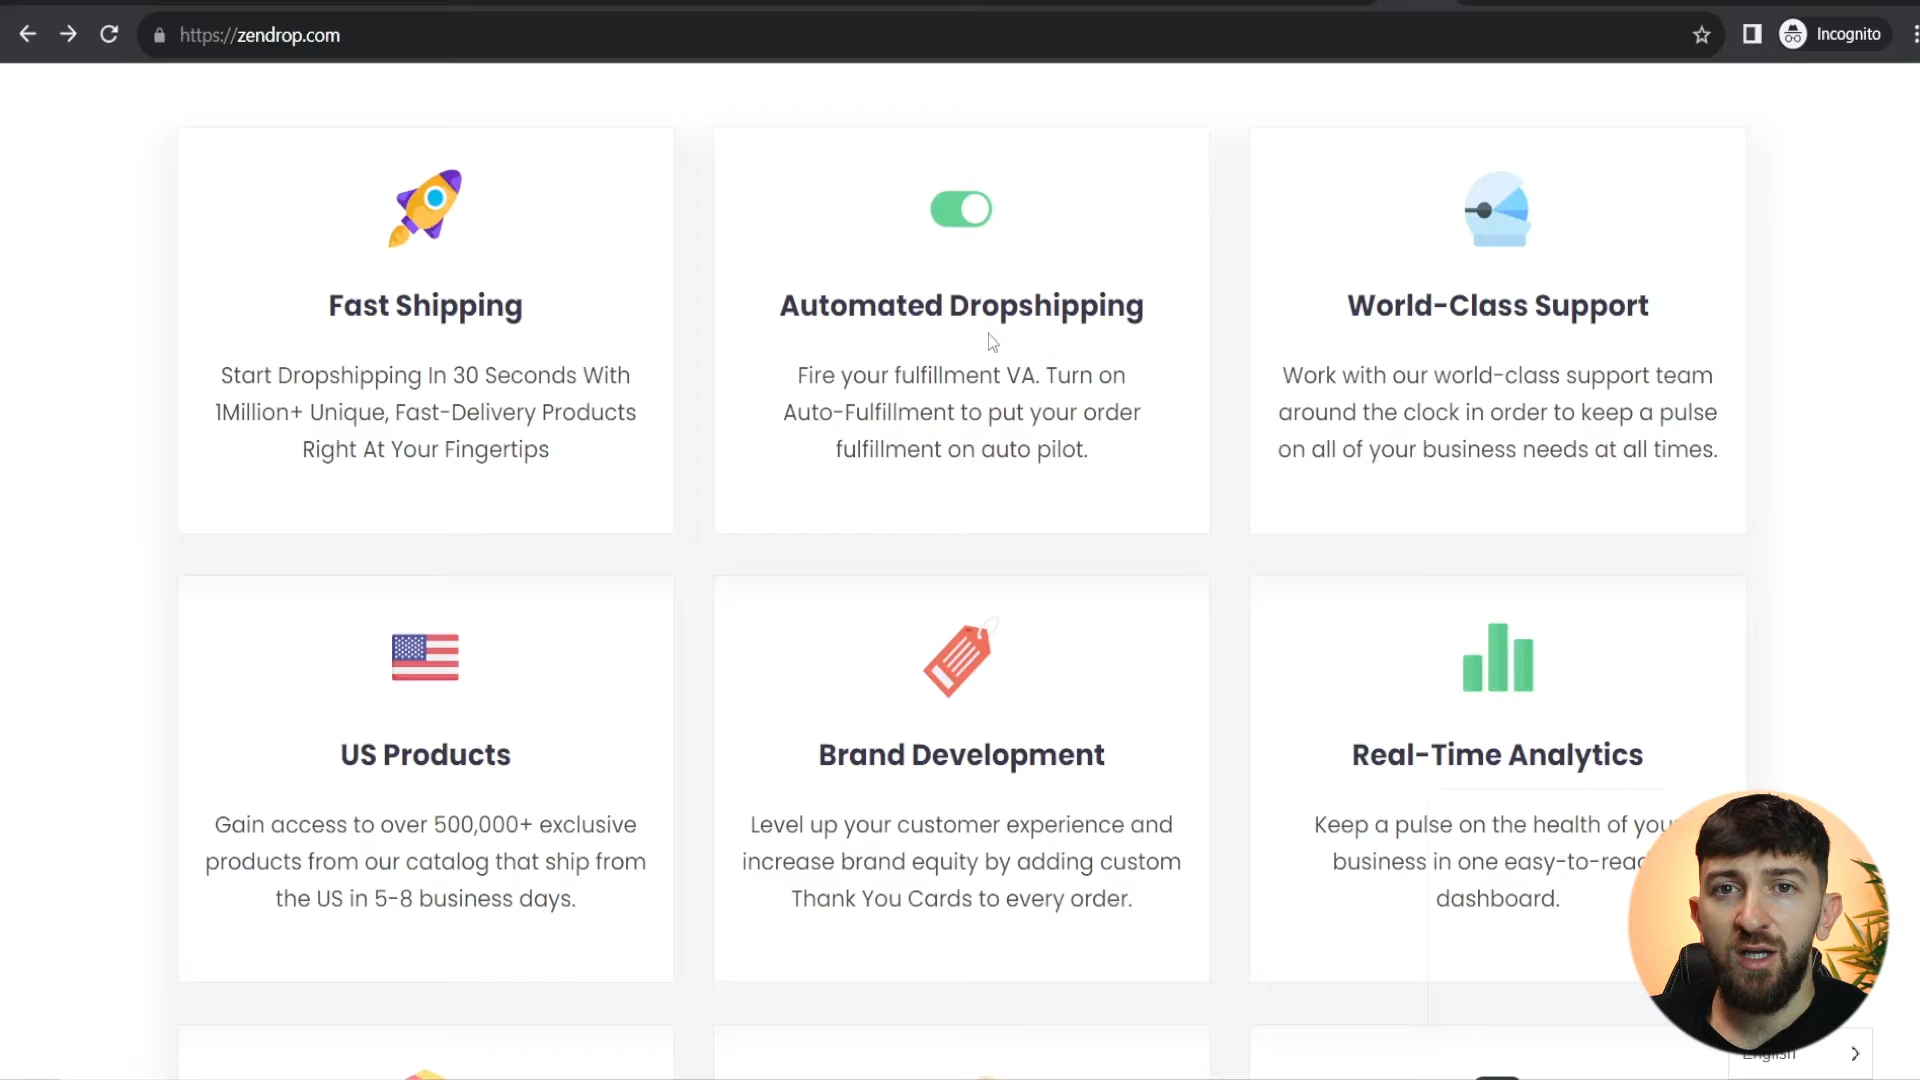 https://zendrop.com
Incognito
Fast Shipping
Start Dropshipping In 30 Seconds With
1Million+ Unique, Fast-Delivery Products
Right At Your Fingertips
Automated Dropshipping
Fire your fulfillment VA. Turn on
Auto-Fulfillment to put your order
fulfillment on auto pilot.
World-Class Support
Work with our world-class support team
around the clock in order to keep a pulse
on all of your business needs at all times.
US Products
Gain access to over 500,000+ exclusive
products from our catalog that ship from
the US in 5-8 business days.
Brand Development
Level up your customer experience and
increase brand equity by adding custom
Thank You Cards to every order.
Real-Time Analytics
Keep a pulse on the health of
business in one
dashboard.
English